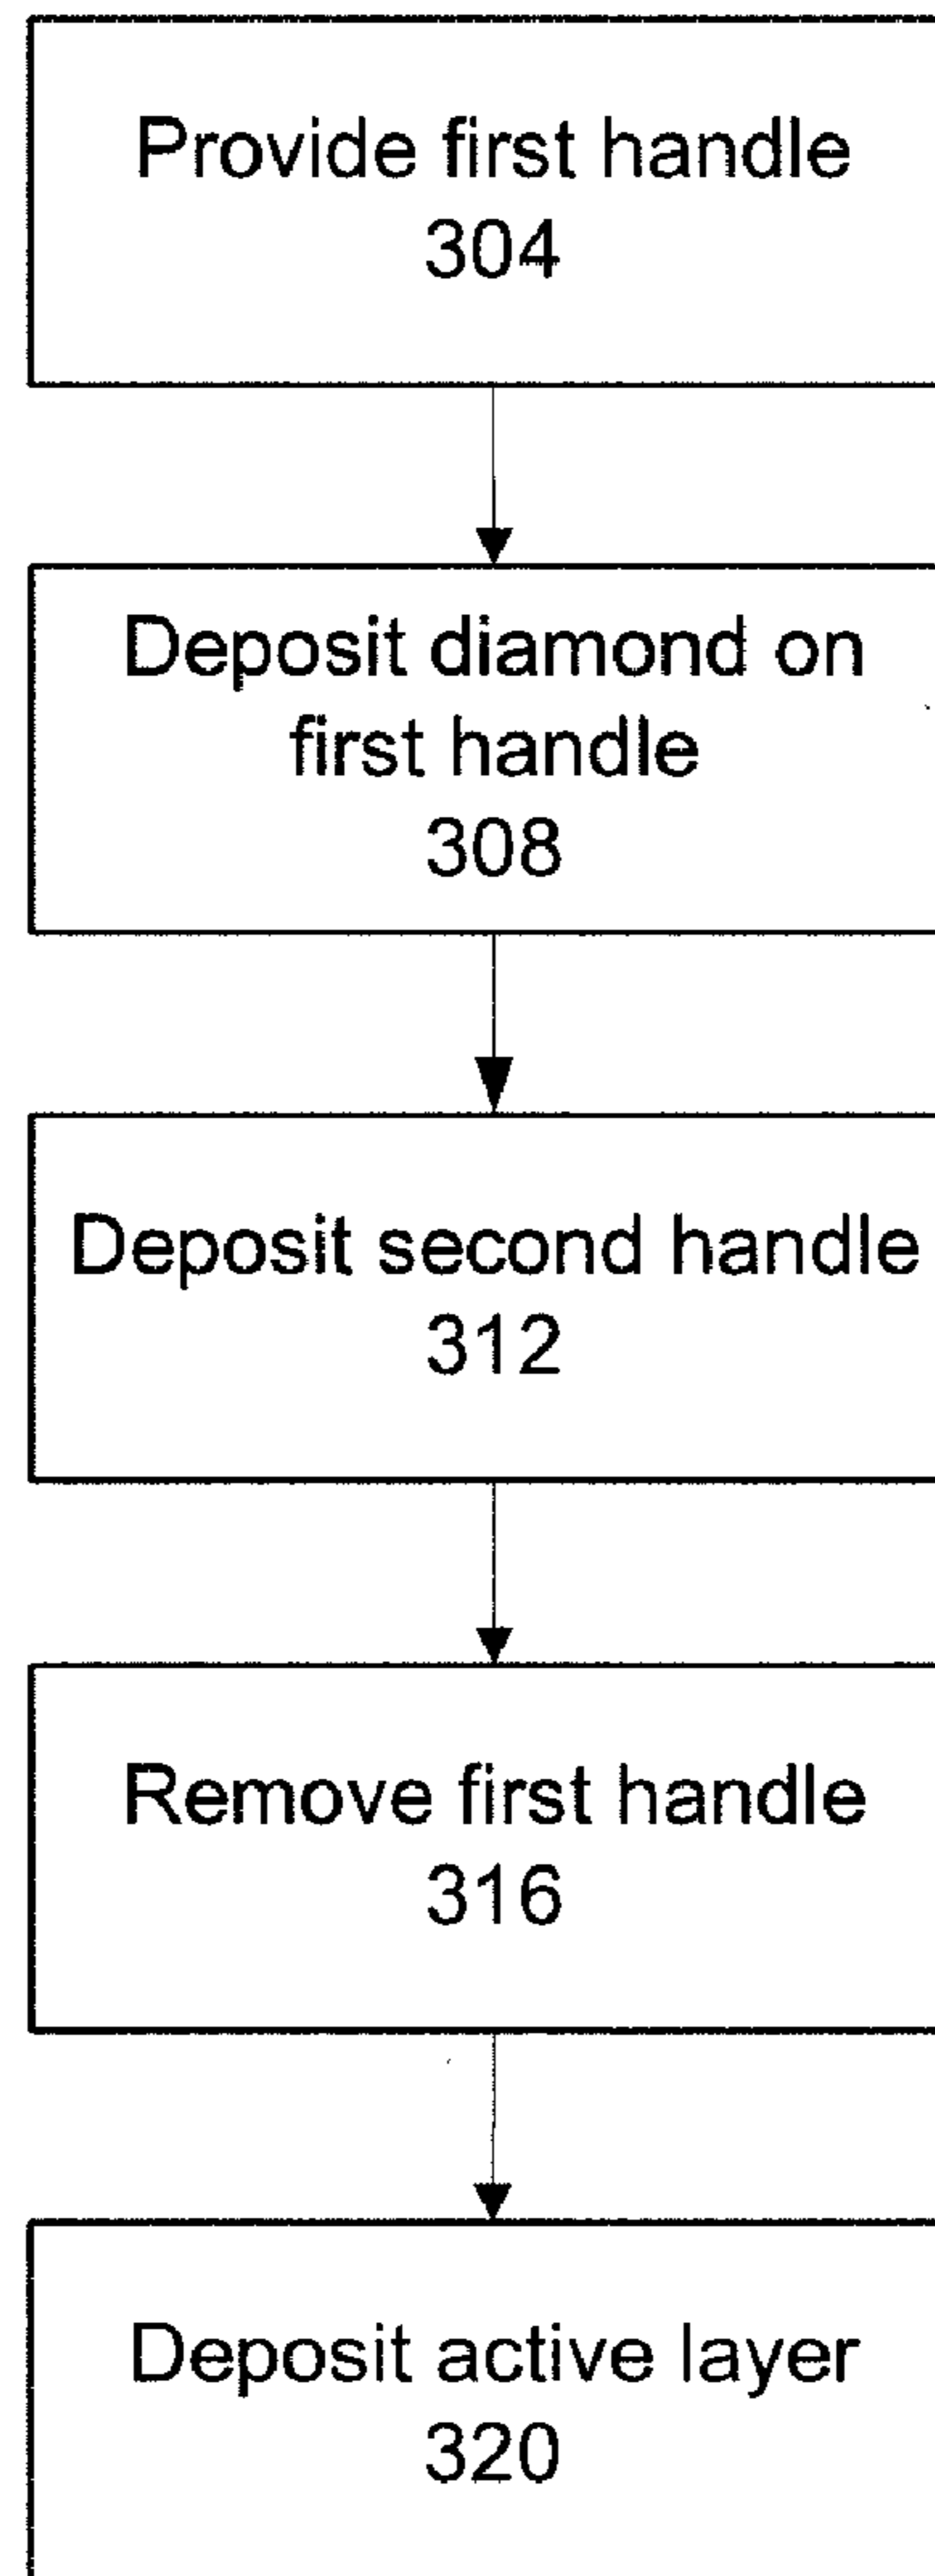 Provide first handle
304
Deposit diamond on
first handle
308
Deposit second handle
312
Remove first handle
316
Deposit active layer
320